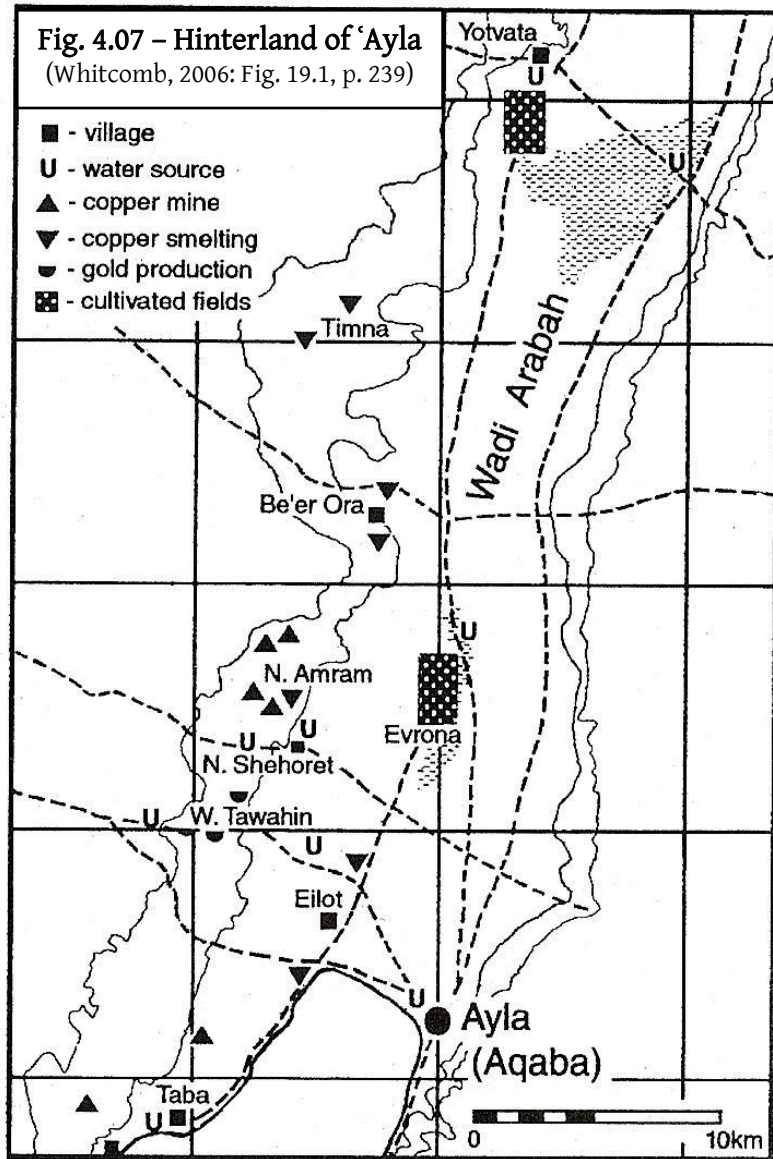 Fig. 4.07 – Hinterland of ʿAyla
(Whitcomb, 2006: Fig. 19.1, p. 239)
■ - village
U - water source
▲ - copper mine
▼ - copper smelting
- gold production
- cultivated fields
Yotvata
U
U
Timna
Wadi Arabah
Be'er Ora
U
N. Amram
Evrona
U
U
N. Shehoret
U
W. Tawahin
U
Eilot
U
Ayla
(Aqaba)
Taba
U
0
10km